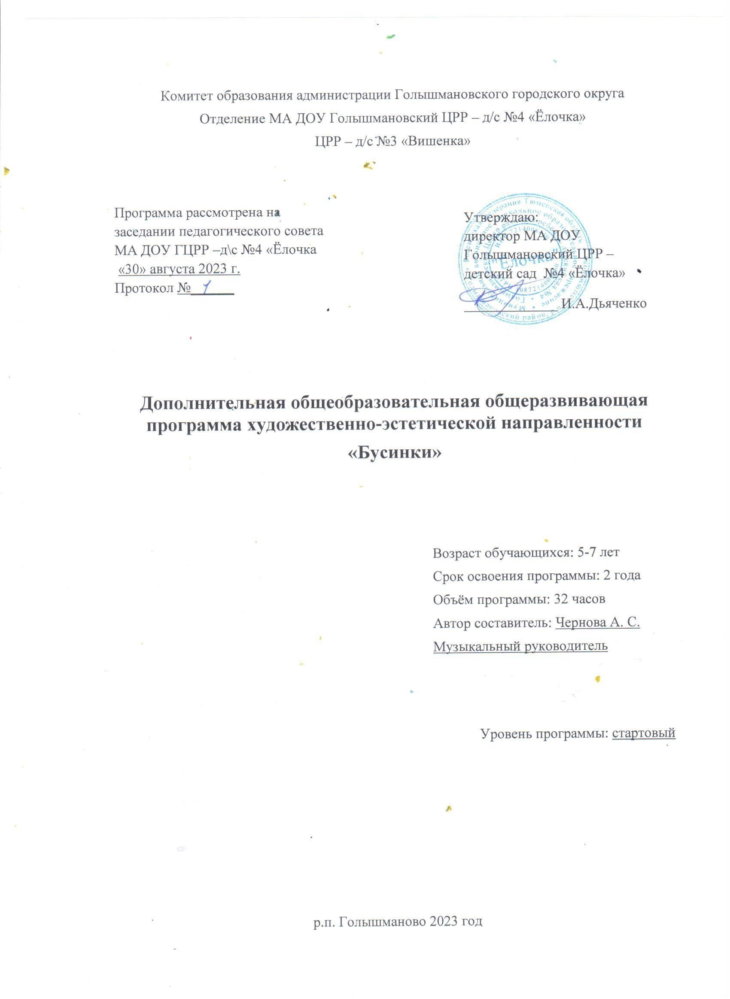 Комитет образования администрации Голышмановского городского округа
Отделение МА ДОУ Голышмановский ЦРР – д/с №4 «Ёлочка»
ЦРР – д/с №3 «Вишенка»
Программа рассмотрена на
заседании педагогического совета
МА ДОУ ГЦРР –д\с №4 «Ёлочка
«30» августа 2023 г.
Протокол № 1
Утверждаю:
директор МА ДОУ
Голышмановский ЦРР –
детский сад №4 «Ёлочка»
И.А.Дьяченко
"Ёлочка"
Дополнительная общеобразовательная общеразвивающая
программа художественно-эстетической направленности
«Бусинки»
Возраст обучающихся: 5-7 лет
Срок освоения программы: 2 года
Объём программы: 32 часов
Автор составитель: Чернова А. С.
Музыкальный руководитель
Уровень программы: стартовый
р.п. Голышманово 2023 год